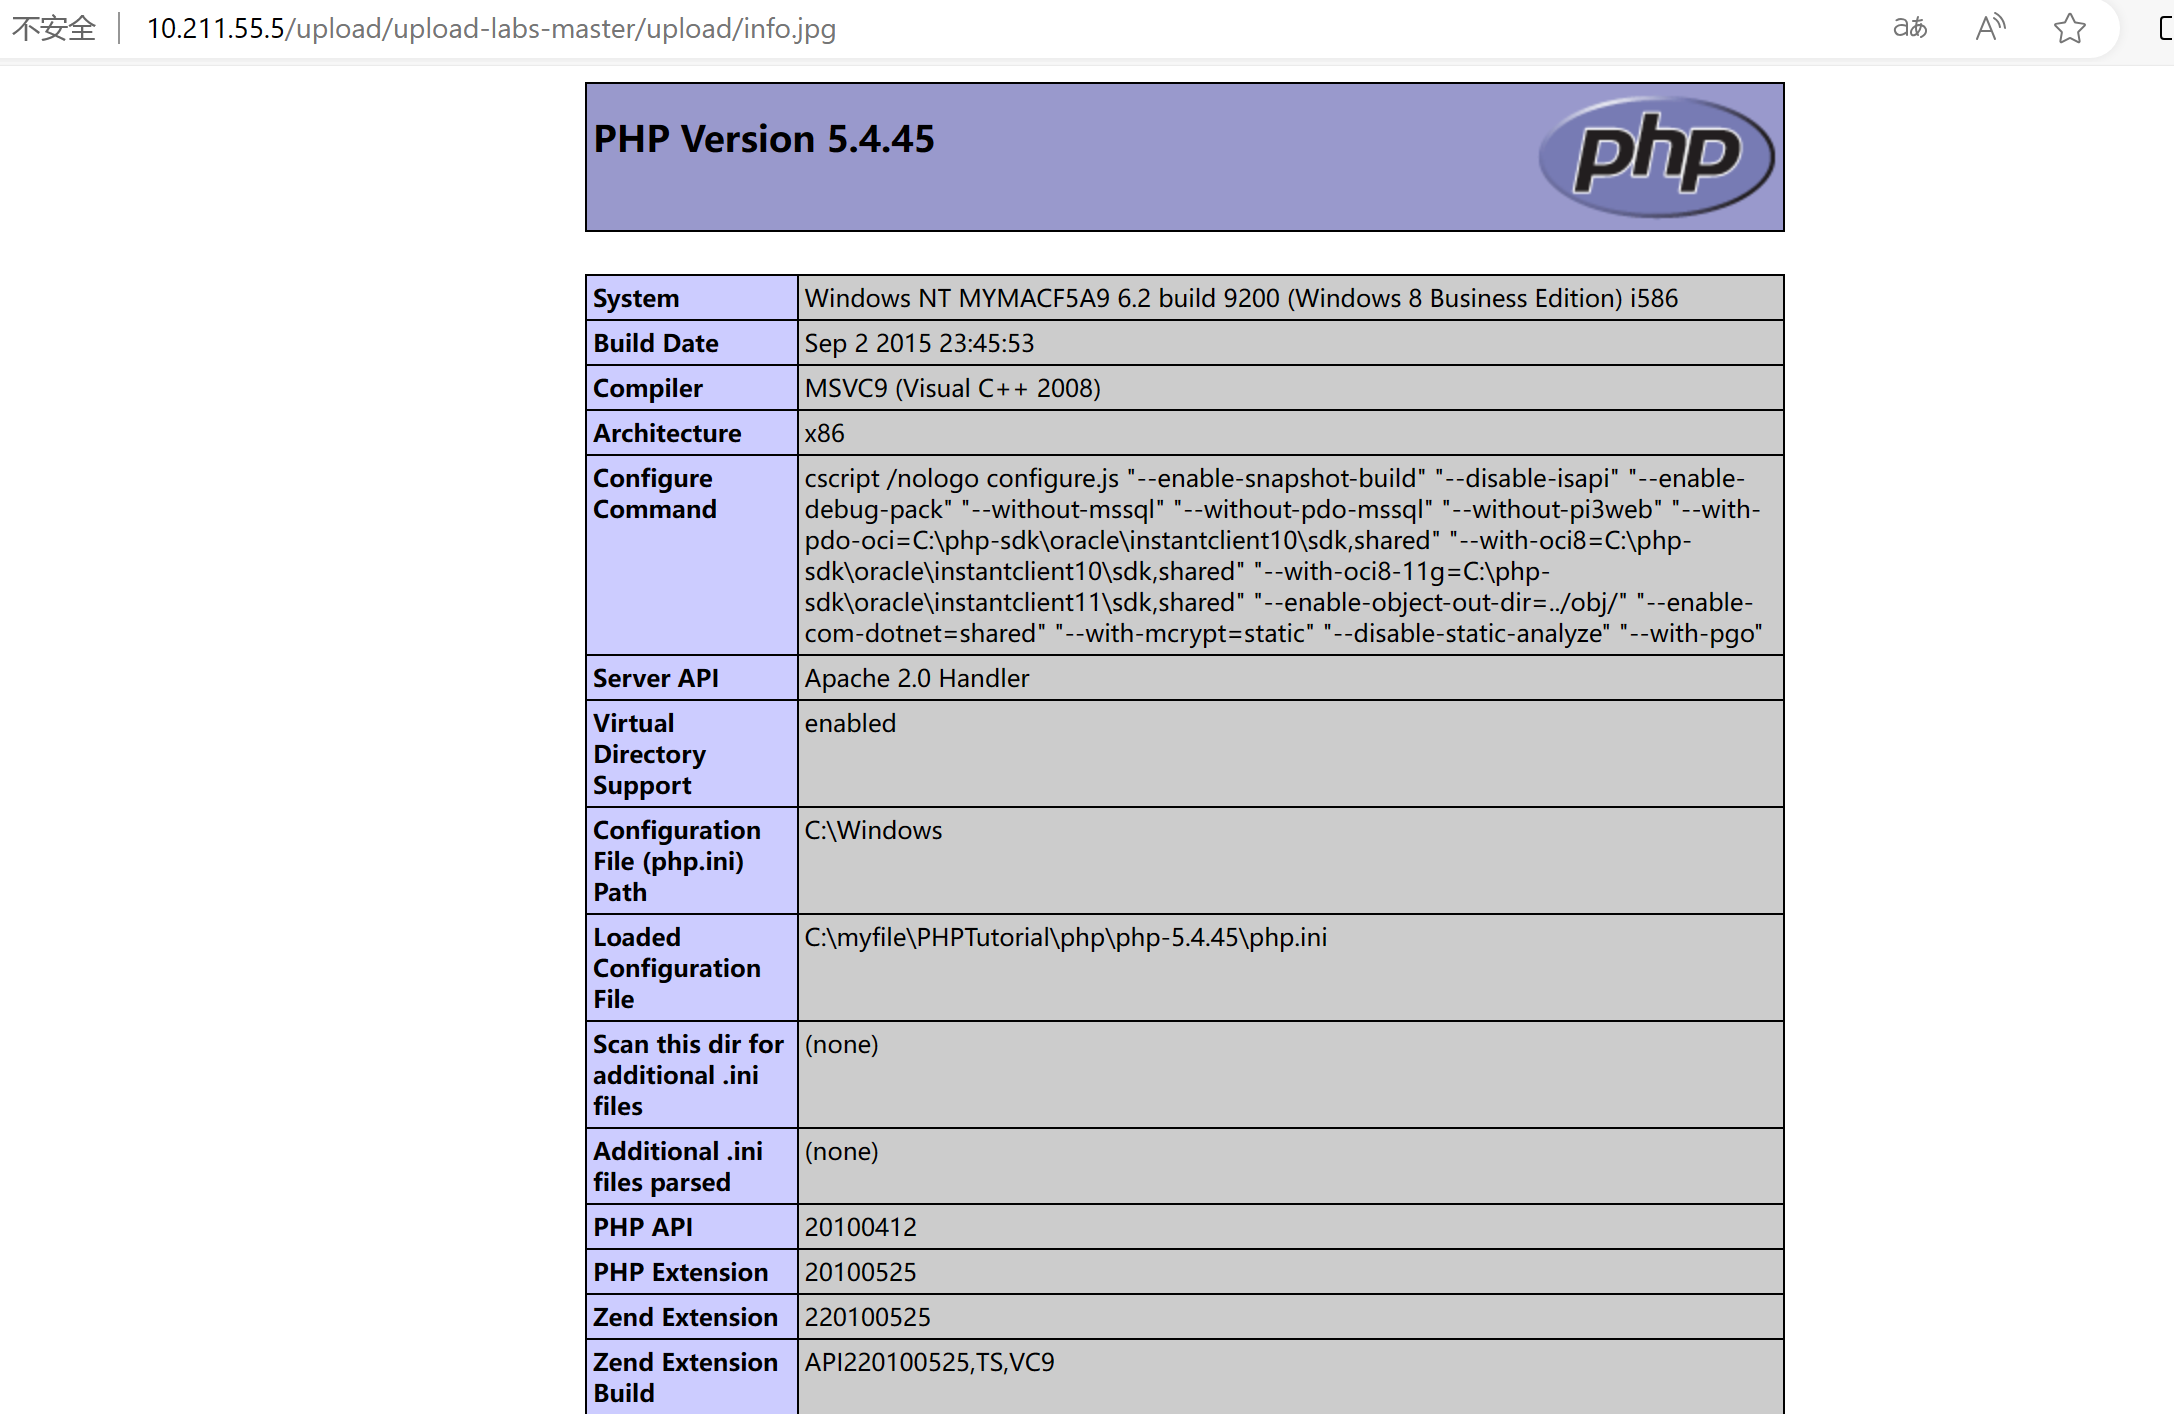 不安全 10.211.55.5/upload/upload-labs-master/upload/info.jpg aあ A
PHP Version 5.4.45 php
System Windows NT MYMACF5A9 6.2 build 9200 (Windows 8 Business Edition) i586
Build Date Sep 2 2015 23:45:53
Compiler MSVC9 (Visual C++ 2008)
Architecture x86
Configure Command cscript /nologo configure.js "--enable-snapshot-build" "--disable-isapi" "--enable-
debug-pack" "--without-mssql" "--without-pdo-mssql" "--without-pi3web" "--with-
pdo-oci=C:\php-sdk\oracle\instantclient10\sdk,shared" "--with-oci8=C:\php-
sdk\oracle\instantclient10\sdk,shared" "--with-oci8-11g=C:\php-
sdk\oracle\instantclient11\sdk,shared" "--enable-object-out-dir=../obj/" "--enable-
com-dotnet=shared" "--with-mcrypt=static" "--disable-static-analyze" "--with-pgo"
Server API Apache 2.0 Handler
Virtual
Directory
Support enabled
Configuration
File (php.ini)
Path C:\Windows
Loaded
Configuration
File C:\myfile\PHPTutorial\php\php-5.4.45\php.ini
Scan this dir for
additional .ini
files (none)
Additional .ini
files parsed (none)
PHP API 20100412
PHP Extension 20100525
Zend Extension 220100525
Zend Extension
Build API220100525,TS,VC9